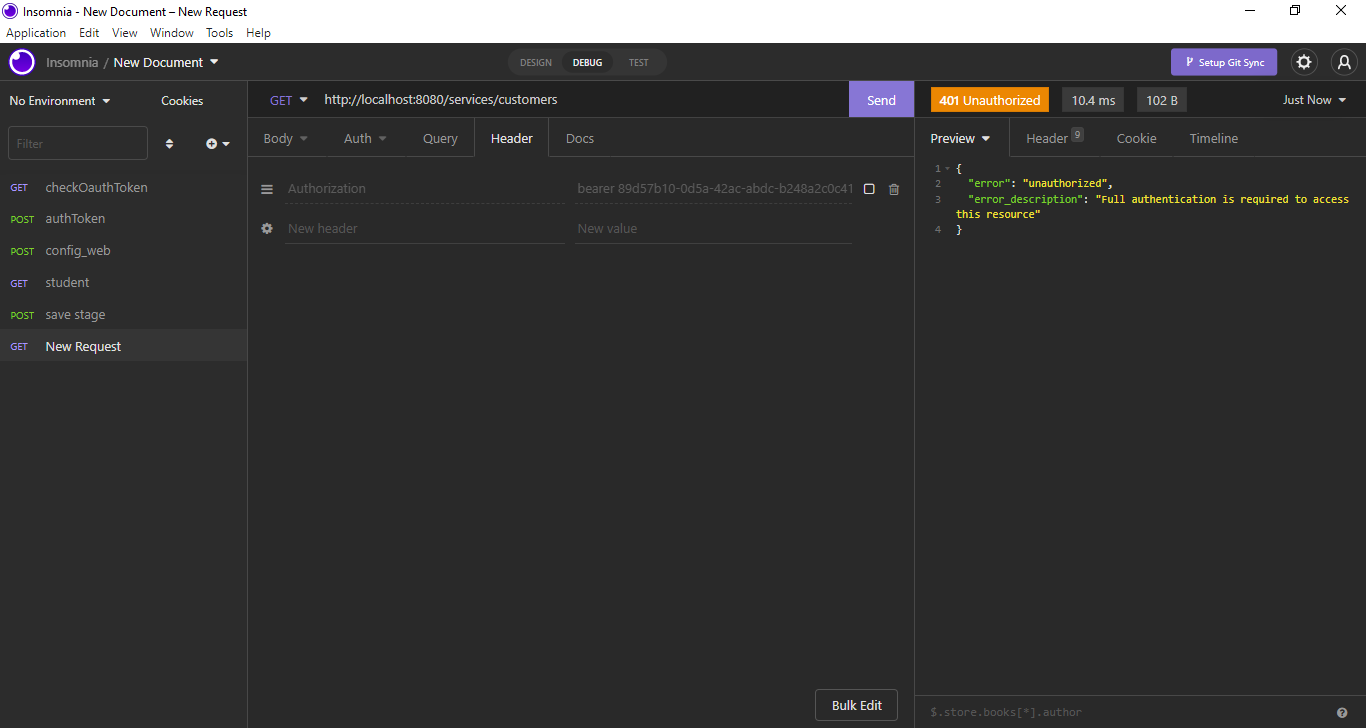 Insomnia - New Document – New Request
Application Edit View Window Tools Help
Insomnia / New Document
DESIGN DEBUG TEST
Setup Git Sync
No Environment Cookies
GET http://localhost:8080/services/customers Send
401 Unauthorized 10.4 ms 102 B Just Now
Filter
Body Auth Query Header Docs
Preview Header 9 Cookie Timeline
GET checkOauthToken
POST authToken
POST config_web
GET student
POST save stage
GET New Request
Authorization bearer 89d57b10-0d5a-42ac-abdc-b248a2c0c41
New header New value
Bulk Edit
1 {
2 "error": "unauthorized",
3 "error_description": "Full authentication is required to access
this resource"
4 }
$.store.books[*].author